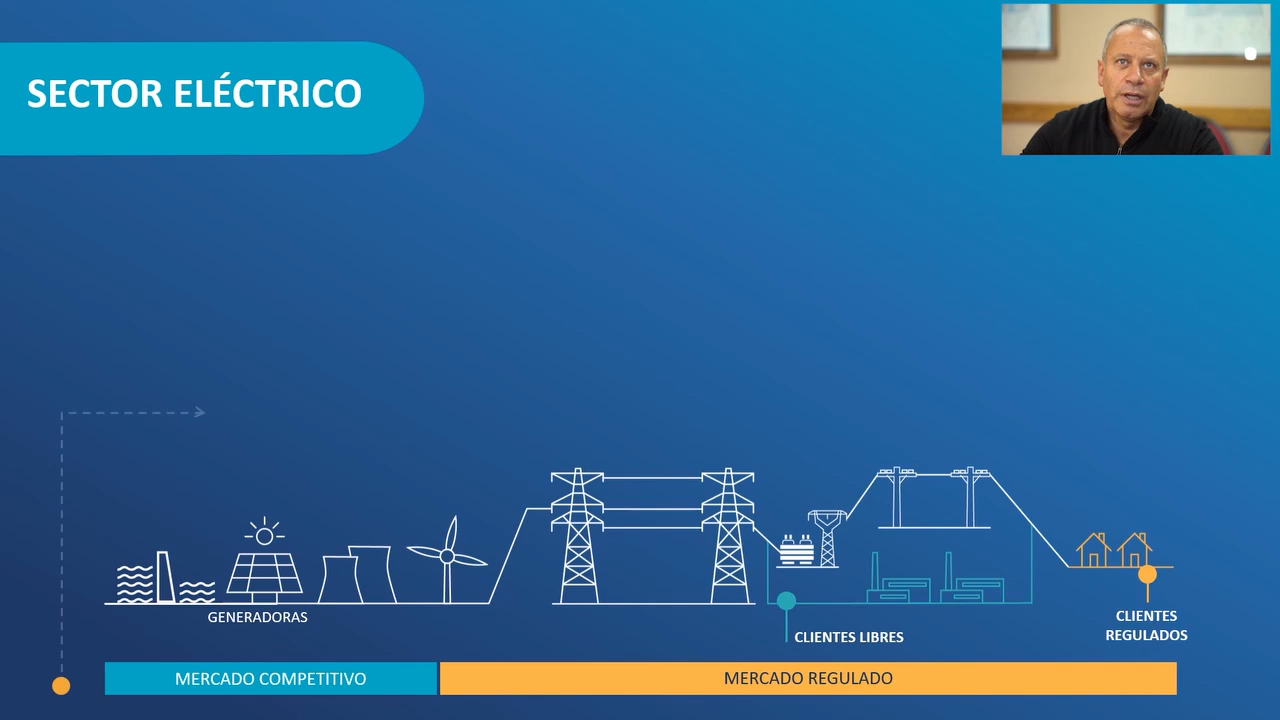 SECTOR ELÉCTRICO
GENERADORAS
CLIENTES LIBRES
CLIENTES
REGULADOS
MERCADO COMPETITIVO
MERCADO REGULADO